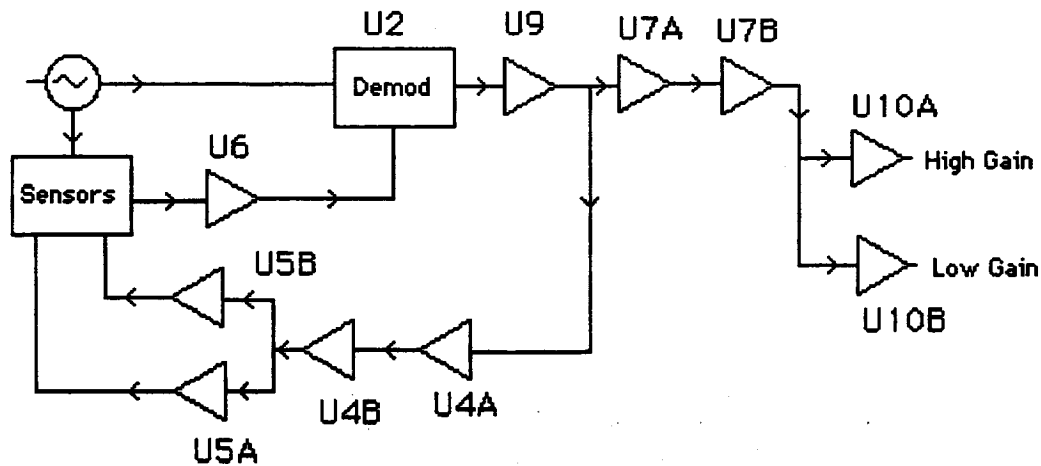 U2
U9
U7A
U7B
Demod
U10A
High Gain
U6
Sensors
U5B
Low Gain
U10B
U4B
U4A
U5A